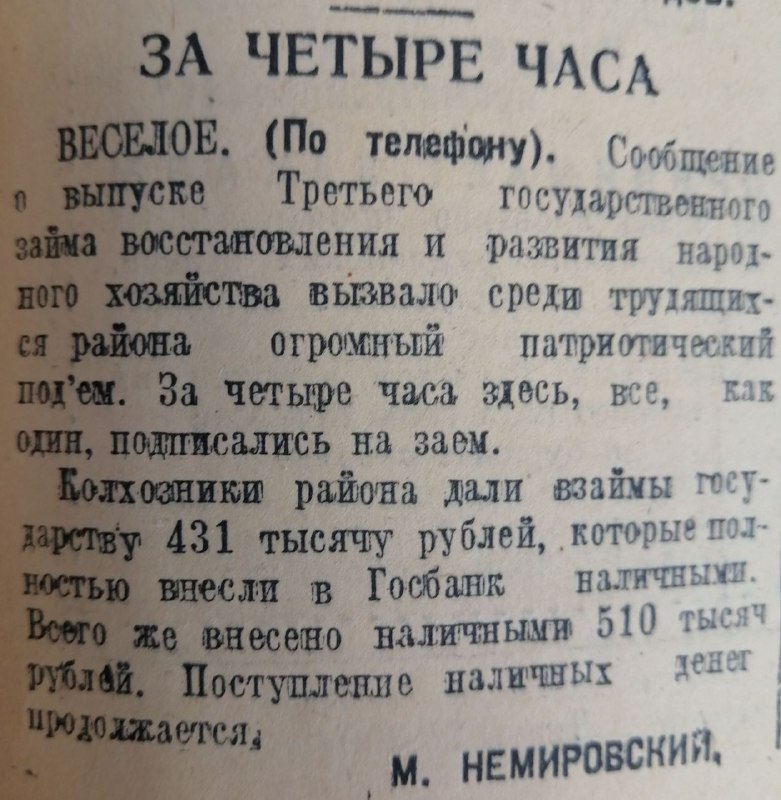 ЗА ЧЕТЫРЕ ЧАСА
ВЕСЕЛОЕ. (По телефону). Сообщение
о выпуске Третьего государственного
займа восстановления и развития народ-
ного хозяйства вызвало среди трудящих-
ся района огромный патриотический
под'ем. За четыре часа здесь, все, как
один, подписались на заем.
Колхозники района дали взаймы госу-
дарству 431 тысячу рублей, которые пол-
ностью внесли в Госбанк наличными.
Всего же внесено наличными 510 тысяч
рублей. Поступление наличных денег
продолжается.
М. НЕМИРОВСКИЙ.